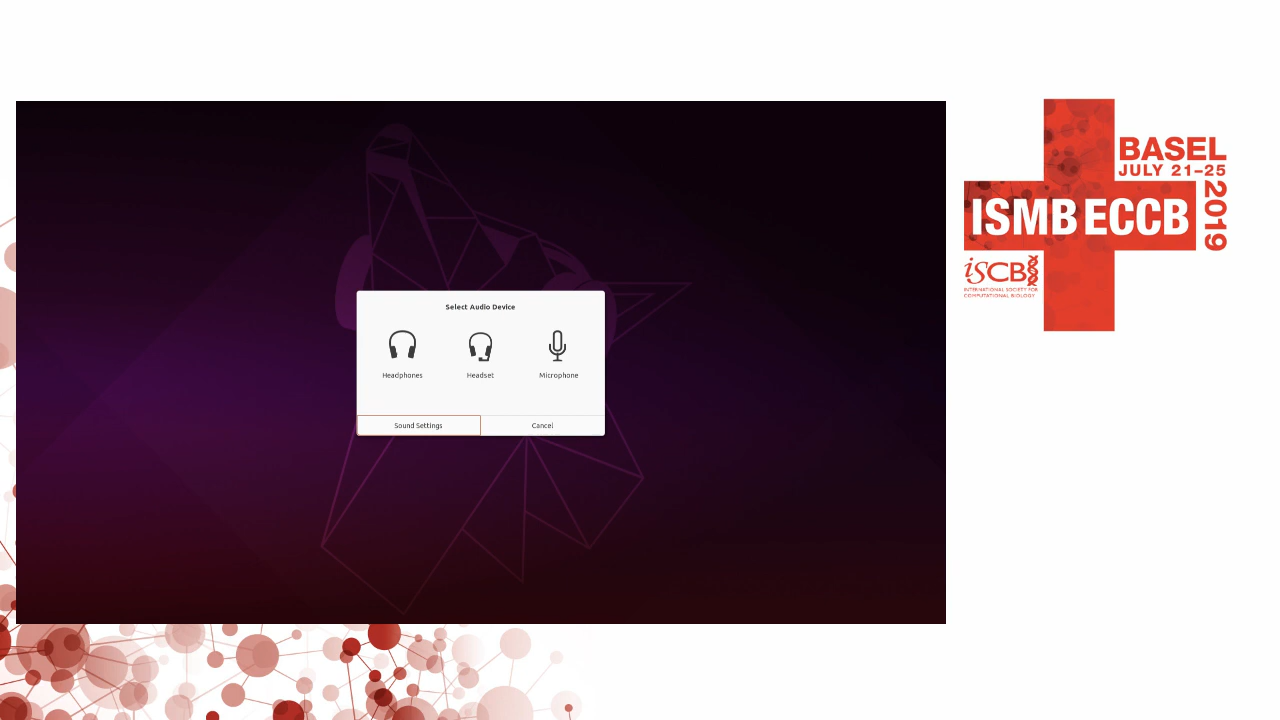 Select Audio Device
Headphones
Headset
Microphone
Sound Settings
Cancel
BASEL
JULY 21–25
2019
ISMB ECCB
iSCB
INTERNATIONAL SOCIETY FOR
COMPUTATIONAL BIOLOGY